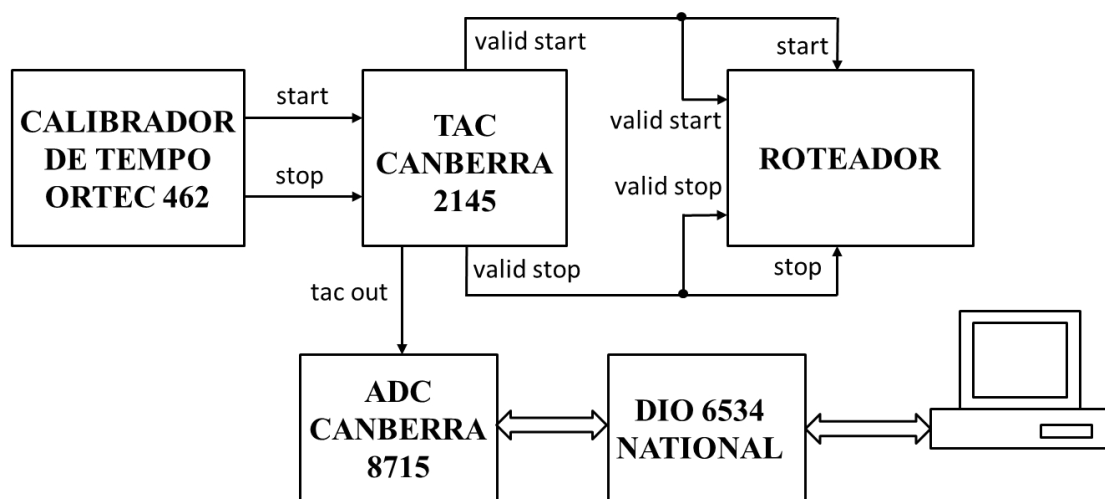 valid start
start
start
CALIBRADOR
DE TEMPO
ORTEC 462
stop
TAC
CANBERRA
2145
valid start
valid stop
ROTEADOR
valid stop
stop
tac out
ADC
CANBERRA
8715
DIO 6534
NATIONAL